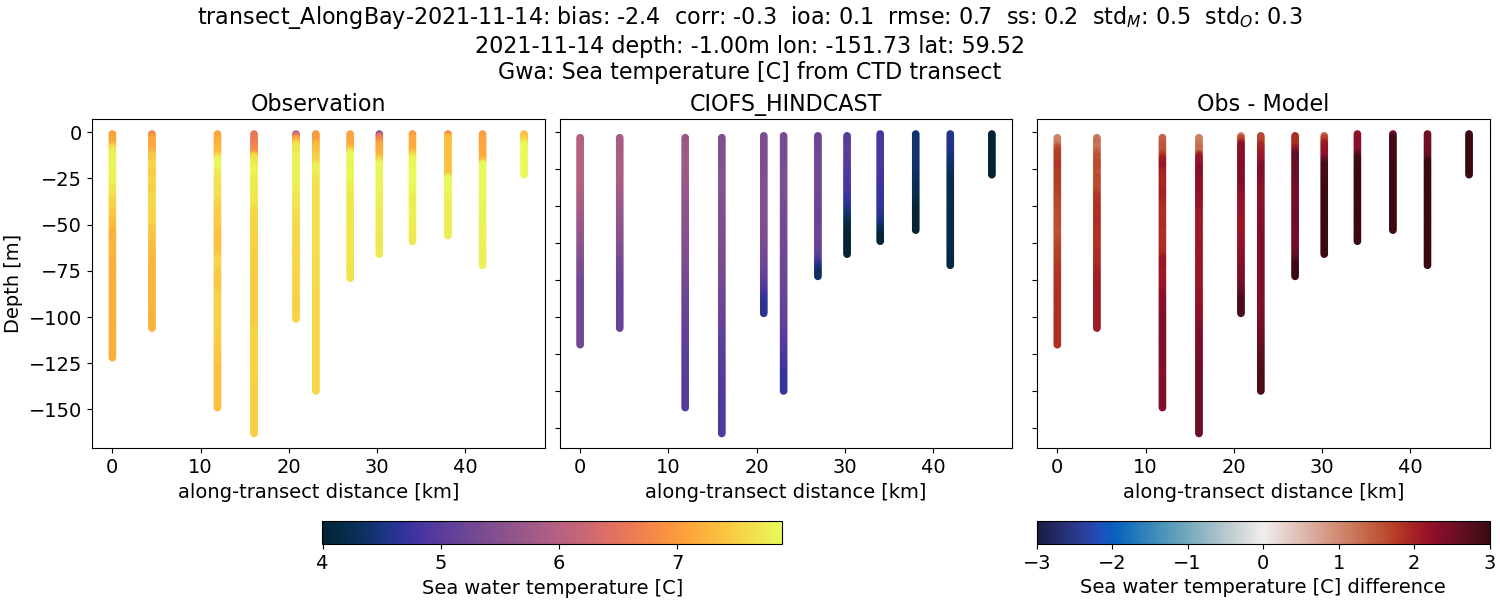 transect_AlongBay-2021-11-14: bias: -2.4 corr: -0.3 ioa: 0.1 rmse: 0.7 ss: 0.2 std_M: 0.5 std_O: 0.3
2021-11-14 depth: -1.00m lon: -151.73 lat: 59.52
Gwa: Sea temperature [C] from CTD transect
Observation
CIOFS_HINDCAST
Obs - Model
Depth [m]
0
−25
−50
−75
−100
−125
−150
0 10 20 30 40
0 10 20 30 40
0 10 20 30 40
along-transect distance [km]
along-transect distance [km]
along-transect distance [km]
4 5 6 7
Sea water temperature [C]
−3 −2 −1 0 1 2 3
Sea water temperature [C] difference